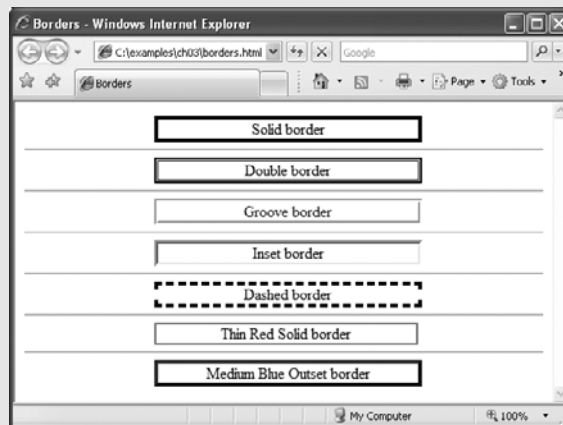 Borders - Windows Internet Explorer
C:\examples\ch03\borders.html
Google
Borders
Page
Tools
»
Solid border
Double border
Groove border
Inset border
Dashed border
Thin Red Solid border
Medium Blue Outset border
My Computer
100%